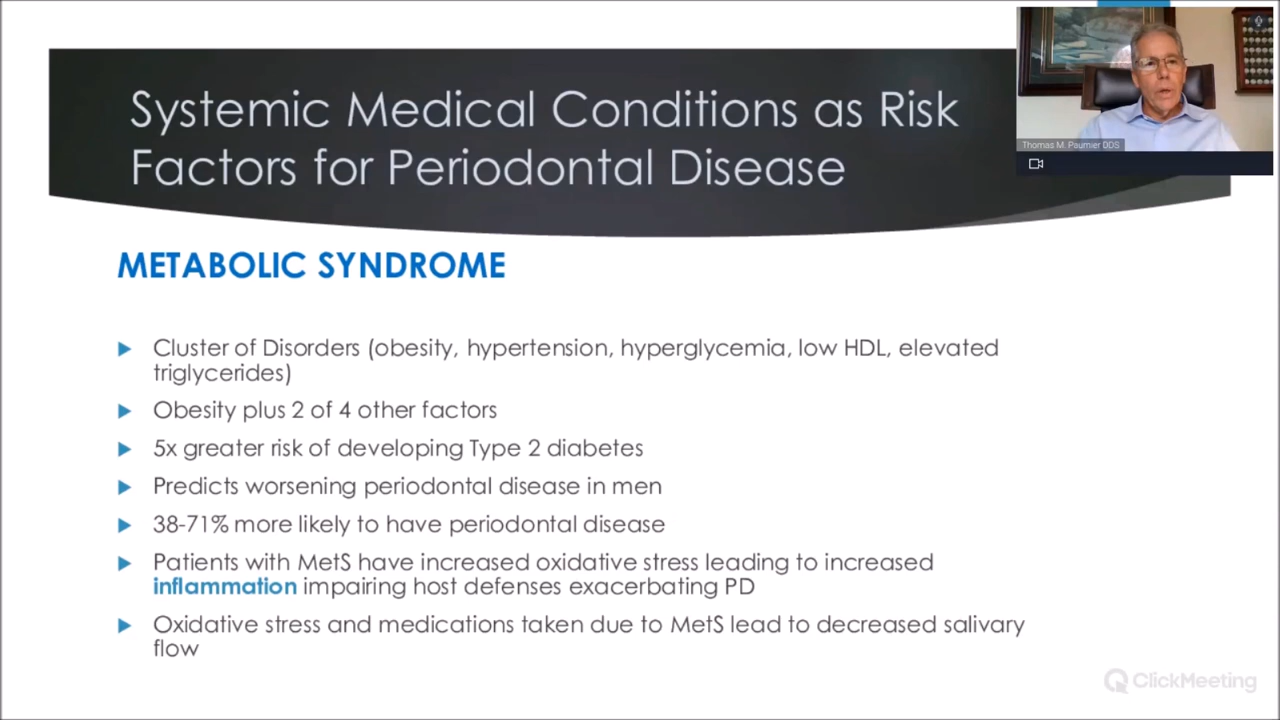 Systemic Medical Conditions as Risk
Factors for Periodontal Disease
Thomas M. Paumier DDS
METABOLIC SYNDROME
Cluster of Disorders (obesity, hypertension, hyperglycemia, low HDL, elevated
triglycerides)
Obesity plus 2 of 4 other factors
5x greater risk of developing Type 2 diabetes
Predicts worsening periodontal disease in men
38-71% more likely to have periodontal disease
Patients with MetS have increased oxidative stress leading to increased
inflammation impairing host defenses exacerbating PD
Oxidative stress and medications taken due to MetS lead to decreased salivary
flow
ClickMeeting